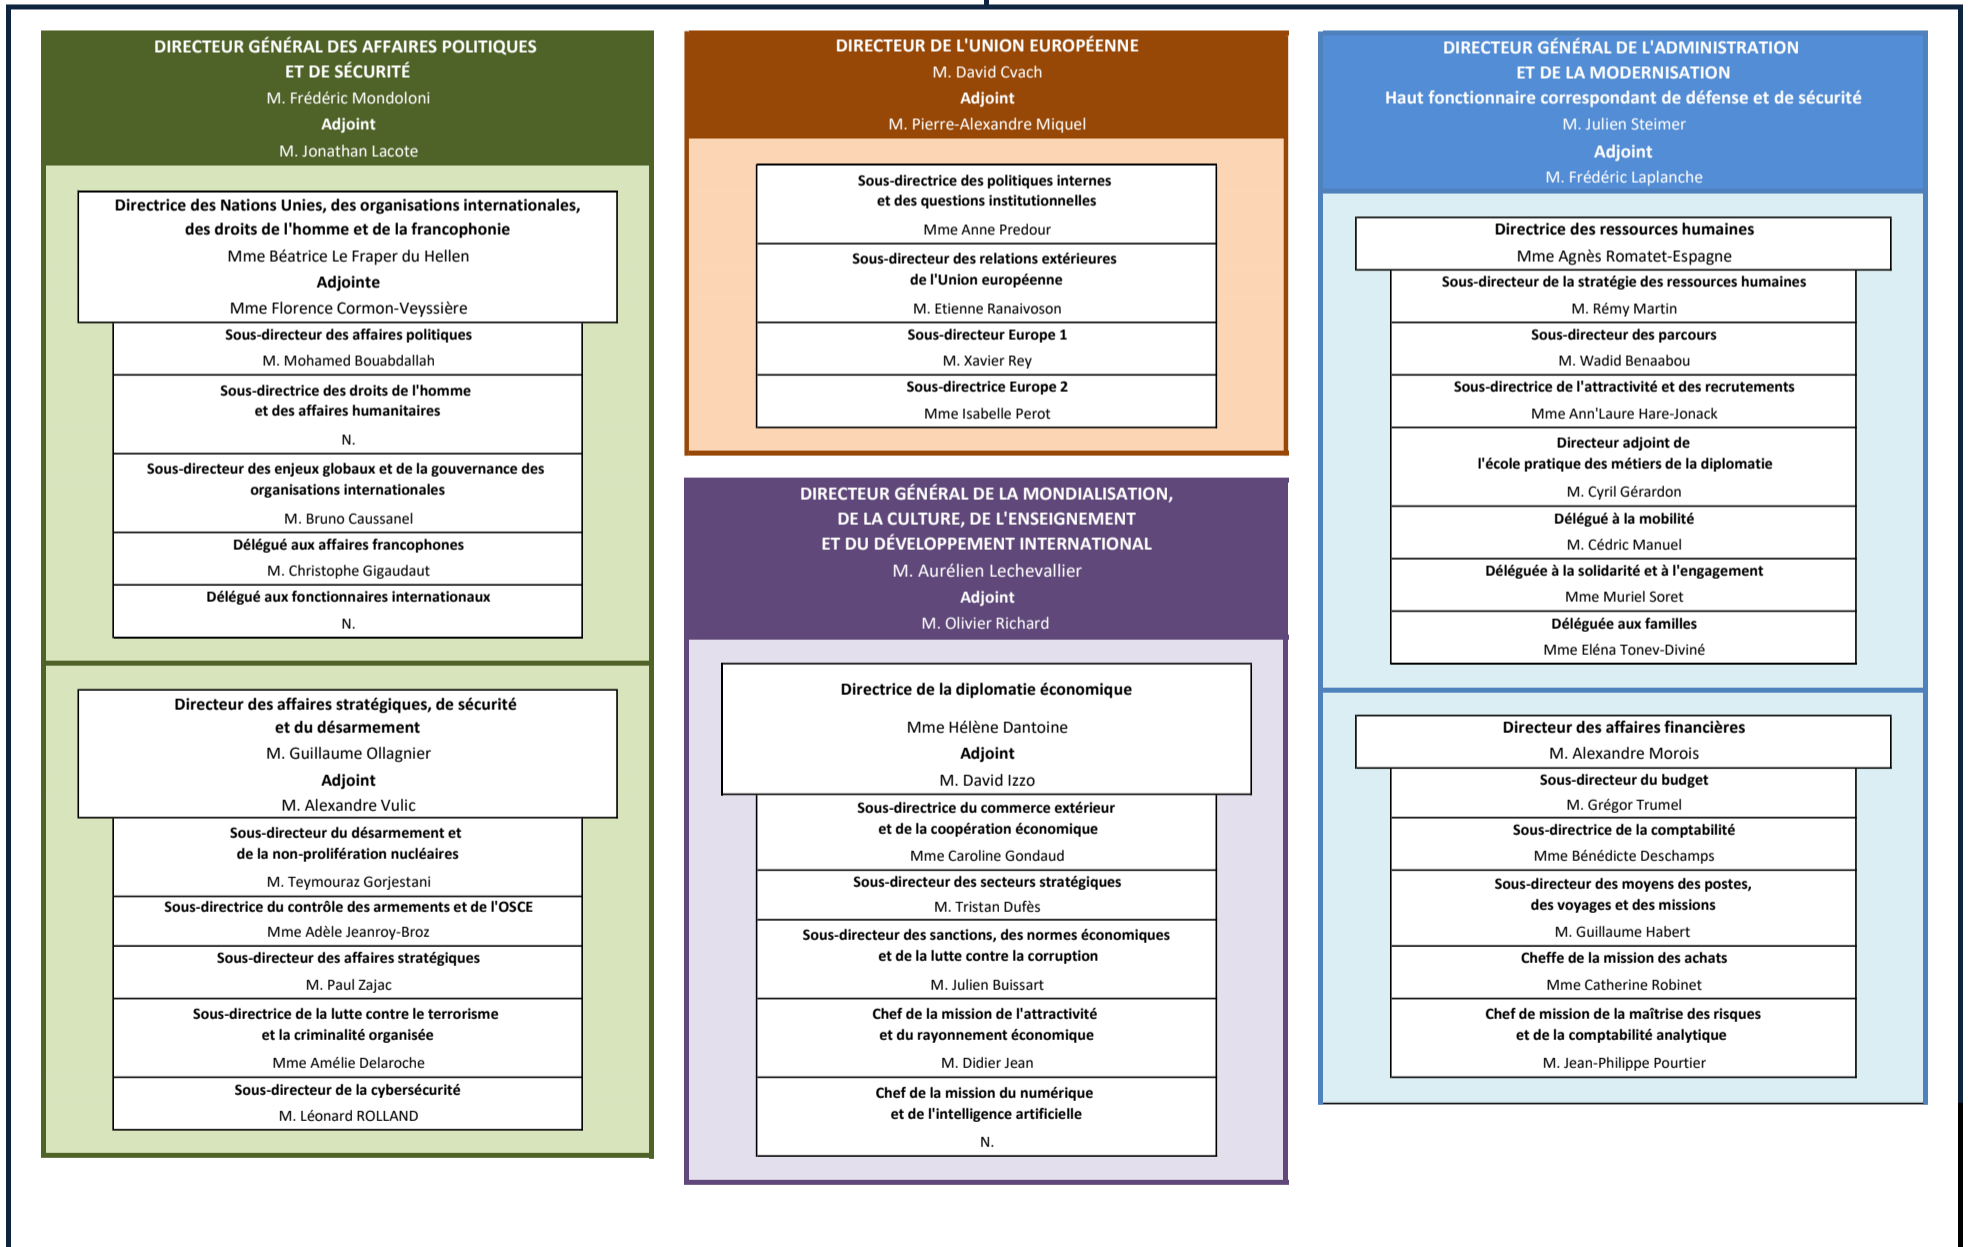 DIRECTEUR GÉNÉRAL DES AFFAIRES POLITIQUES
ET DE SÉCURITÉ
M. Frédéric Mondoloni
Adjoint
M. Jonathan Lacote
Directrice des Nations Unies, des organisations internationales,
des droits de l'homme et de la francophonie
Mme Béatrice Le Fraper du Hellen
Adjointe
Mme Florence Cormon-Veyssière
Sous-directeur des affaires politiques
M. Mohamed Bouabdallah
Sous-directrice des droits de l'homme
et des affaires humanitaires
N.
Sous-directeur des enjeux globaux et de la gouvernance des
organisations internationales
M. Bruno Caussanel
Délégué aux affaires francophones
M. Christophe Gigaudaut
Délégué aux fonctionnaires internationaux
N.
Directeur des affaires stratégiques, de sécurité
et du désarmement
M. Guillaume Ollagnier
Adjoint
M. Alexandre Vulic
Sous-directeur du désarmement et
de la non-prolifération nucléaires
M. Teymouraz Gorjestani
Sous-directrice du contrôle des armements et de l'OSCE
Mme Adèle Jeanroy-Broz
Sous-directeur des affaires stratégiques
M. Paul Zajac
Sous-directrice de la lutte contre le terrorisme
et la criminalité organisée
Mme Amélie Delaroche
Sous-directeur de la cybersécurité
M. Léonard ROLLAND
DIRECTEUR DE L'UNION EUROPÉENNE
M. David Cvach
Adjoint
M. Pierre-Alexandre Miquel
Sous-directrice des politiques internes
et des questions institutionnelles
Mme Anne Predour
Sous-directeur des relations extérieures
de l'Union européenne
M. Etienne Ranaivoson
Sous-directeur Europe 1
M. Xavier Rey
Sous-directrice Europe 2
Mme Isabelle Perot
DIRECTEUR GÉNÉRAL DE LA MONDIALISATION,
DE LA CULTURE, DE L'ENSEIGNEMENT
ET DU DÉVELOPPEMENT INTERNATIONAL
M. Aurélien Lechevallier
Adjoint
M. Olivier Richard
Directrice de la diplomatie économique
Mme Hélène Dantoine
Adjoint
M. David Izzo
Sous-directrice du commerce extérieur
et de la coopération économique
Mme Caroline Gondaud
Sous-directeur des secteurs stratégiques
M. Tristan Dufès
Sous-directeur des sanctions, des normes économiques
et de la lutte contre la corruption
M. Julien Buissart
Chef de la mission de l'attractivité
et du rayonnement économique
M. Didier Jean
Chef de la mission du numérique
et de l'intelligence artificielle
N.
DIRECTEUR GÉNÉRAL DE L'ADMINISTRATION
ET DE LA MODERNISATION
Haut fonctionnaire correspondant de défense et de sécurité
M. Julien Steimer
Adjoint
M. Frédéric Laplanche
Directrice des ressources humaines
Mme Agnès Romatet-Espagne
Sous-directeur de la stratégie des ressources humaines
M. Rémy Martin
Sous-directeur des parcours
M. Wadid Benaabou
Sous-directrice de l'attractivité et des recrutements
Mme Ann'Laure Hare-Jonack
Directeur adjoint de
l'école pratique des métiers de la diplomatie
M. Cyril Gérardon
Délégué à la mobilité
M. Cédric Manuel
Déléguée à la solidarité et à l'engagement
Mme Muriel Soret
Déléguée aux familles
Mme Eléna Tonev-Diviné
Directeur des affaires financières
M. Alexandre Morois
Sous-directeur du budget
M. Grégor Trumel
Sous-directrice de la comptabilité
Mme Bénédicte Deschamps
Sous-directeur des moyens des postes,
des voyages et des missions
M. Guillaume Habert
Cheffe de la mission des achats
Mme Catherine Robinet
Chef de mission de la maîtrise des risques
et de la comptabilité analytique
M. Jean-Philippe Pourtier